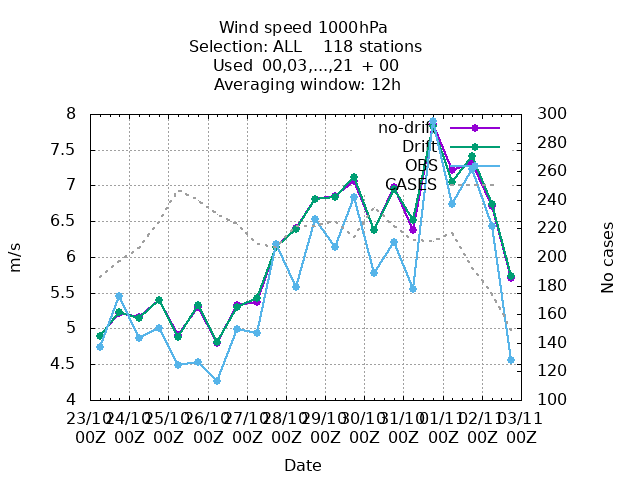 Wind speed 1000hPa
Selection: ALL 118 stations
Used 00,03,...,21 + 00
Averaging window: 12h
8
7.5
7
6.5
6
5.5
5
4.5
4
m/s
300
280
260
240
220
200
180
160
140
120
100
No cases
no-drift
Drift
OBS
CASES
23/10 24/10 25/10 26/10 27/10 28/10 29/10 30/10 31/10 01/11 02/11 03/11
00Z 00Z 00Z 00Z 00Z 00Z 00Z 00Z 00Z 00Z 00Z 00Z
Date